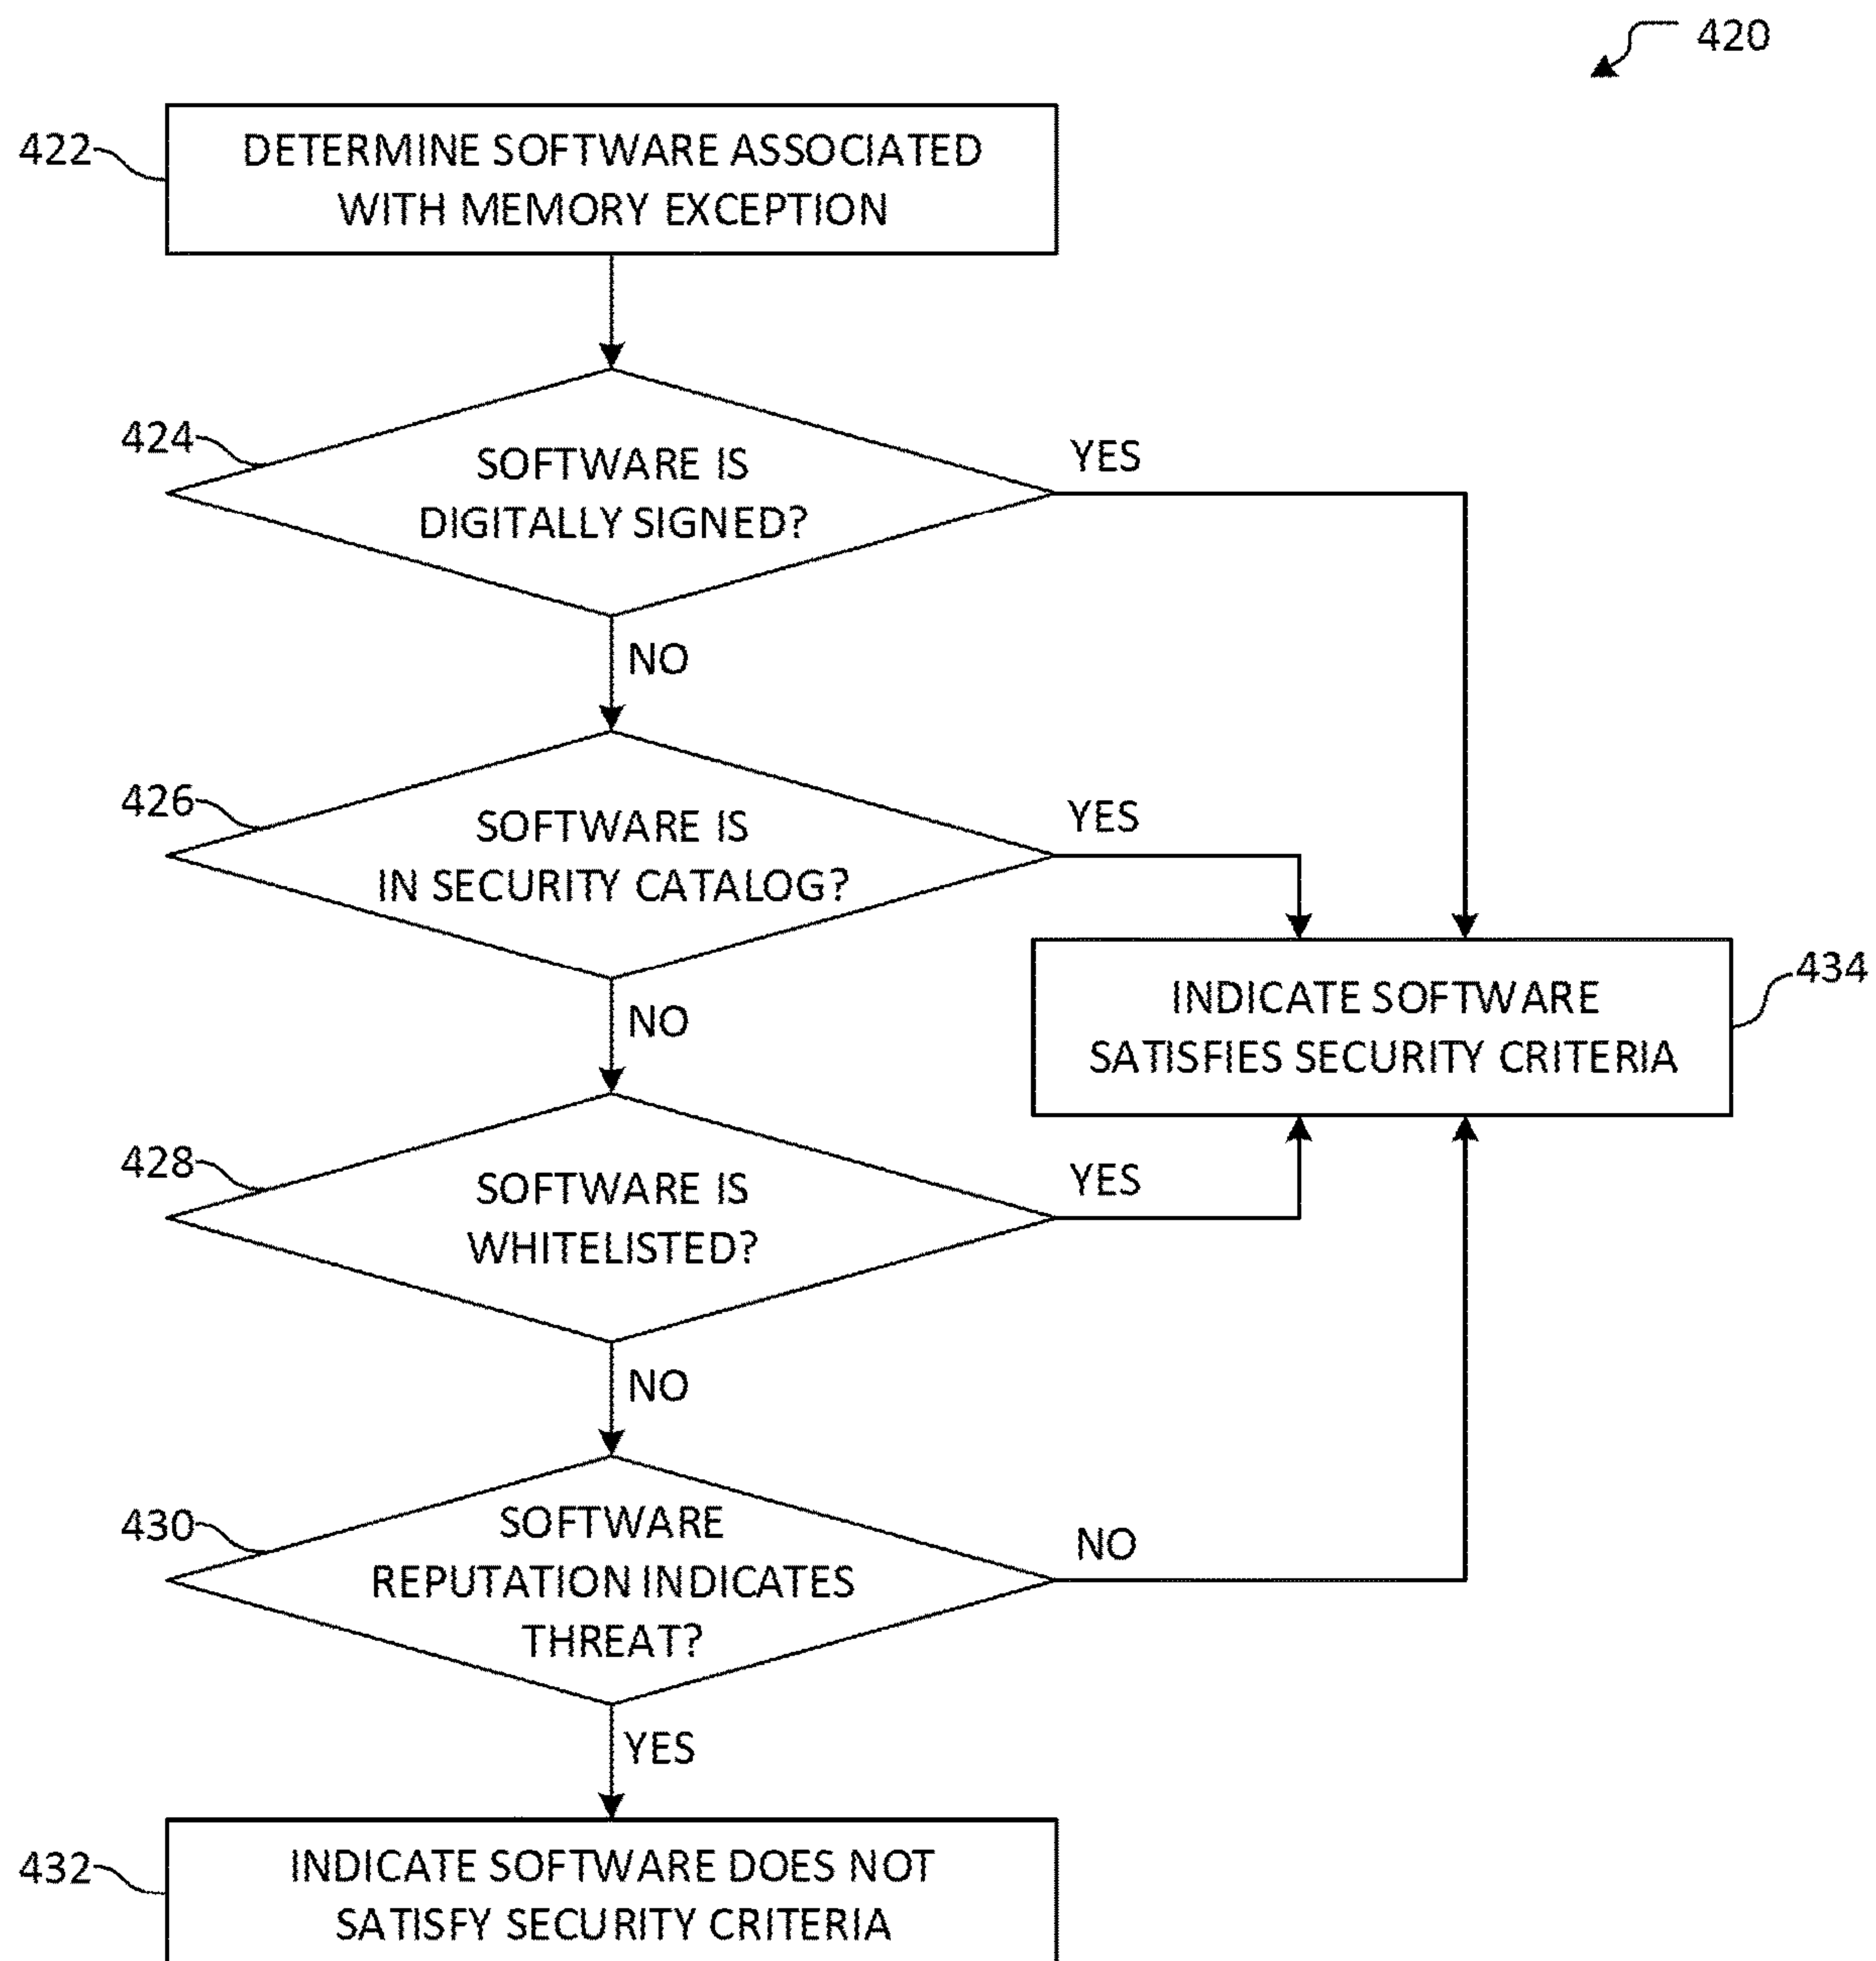 420
422
DETERMINE SOFTWARE ASSOCIATED
WITH MEMORY EXCEPTION
424
SOFTWARE IS
DIGITALLY SIGNED?
YES
NO
426
SOFTWARE IS
IN SECURITY CATALOG?
YES
434
INDICATE SOFTWARE
SATISFIES SECURITY CRITERIA
NO
428
SOFTWARE IS
WHITELISTED?
YES
NO
430
SOFTWARE
REPUTATION INDICATES
THREAT?
NO
YES
432
INDICATE SOFTWARE DOES NOT
SATISFY SECURITY CRITERIA